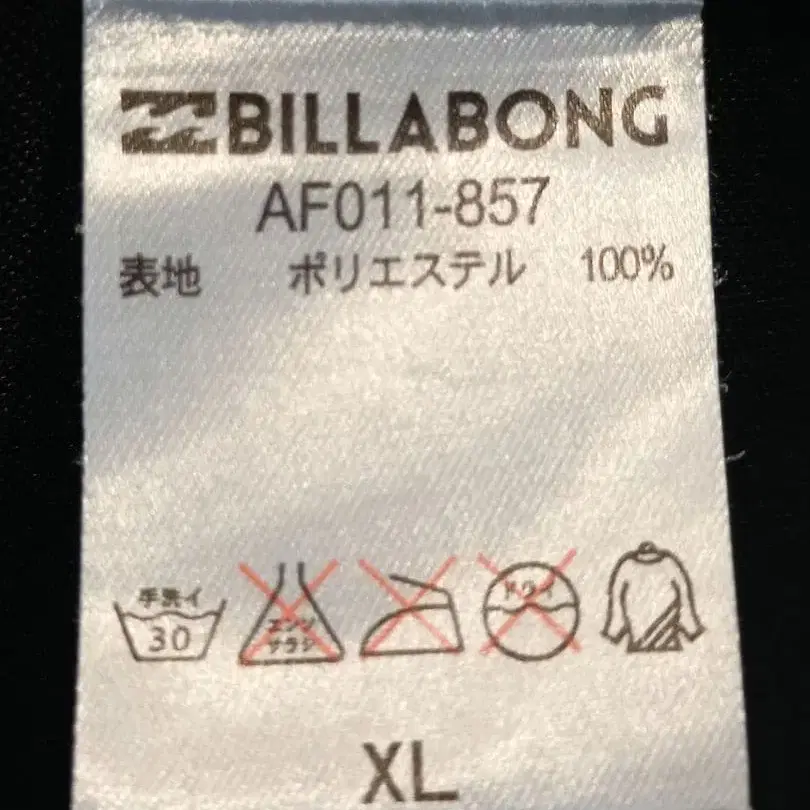 BILLABONG
AF011-857
表地 ポリエステル 100%
手洗イ
30
エンソ
サラシ
ドライ
XL